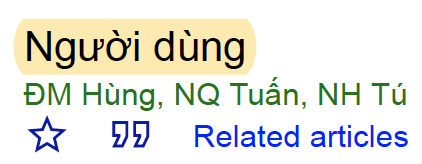 Người dùng
ĐM Hùng, NQ Tuấn, NH Tú
Related articles